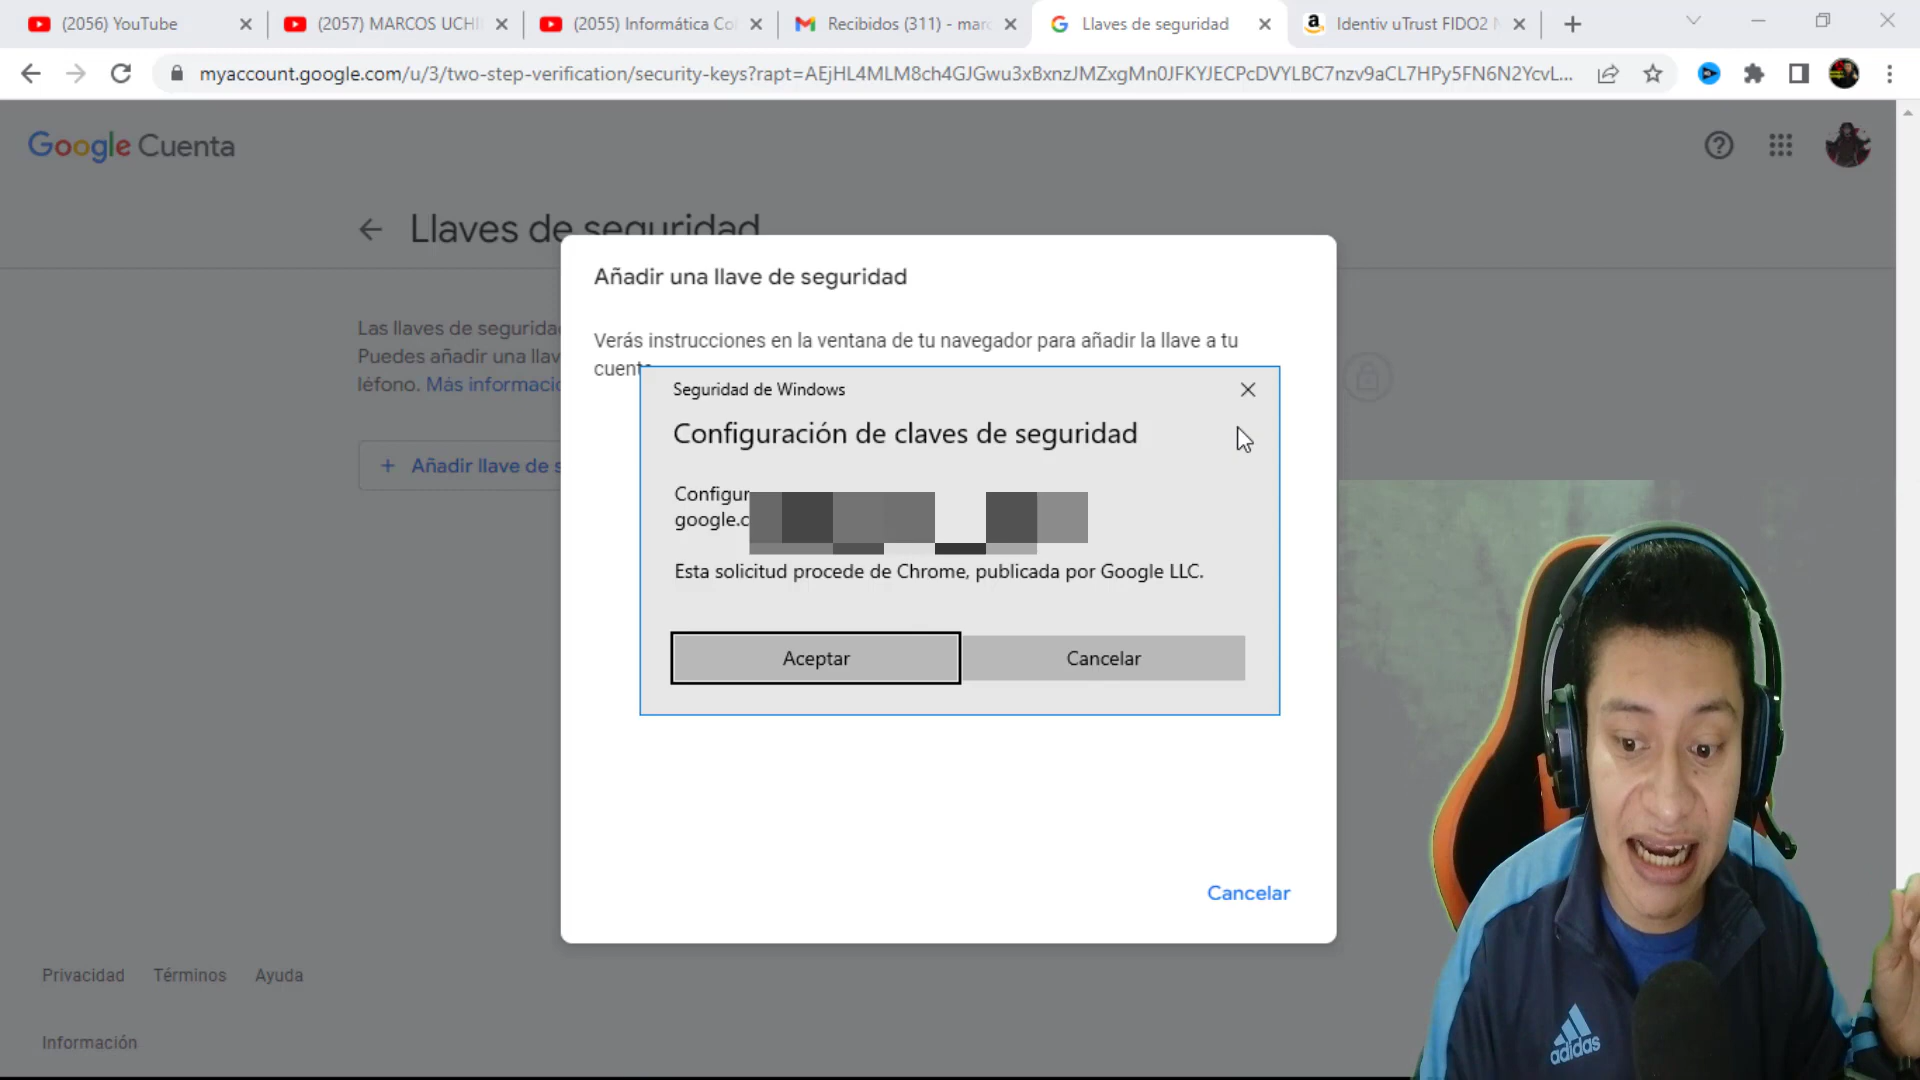 (2056) YouTube
(2057) MARCOS UCHI
(2055) Informática Co
Recibidos (311) - marc
Llaves de seguridad
Identiv uTrust FIDO2 N
myaccount.google.com/u/3/two-step-verification/security-keys?rapt=AEjHL4MLM8ch4GJGwu3xBxnzJMZxgMn0JFKYJECPcDVYLBC7nzv9aCL7HPy5FN6N2YcvL...
Google Cuenta
Llaves de seguridad
Las llaves de segurida
Puedes añadir una llav
léfono. Más informació
+ Añadir llave de s
Añadir una llave de seguridad
Verás instrucciones en la ventana de tu navegador para añadir la llave a tu
cuenta
Seguridad de Windows
Configuración de claves de seguridad
Configur
google.c
Esta solicitud procede de Chrome, publicada por Google LLC.
Aceptar
Cancelar
Cancelar
Privacidad Términos Ayuda
Información
adidas